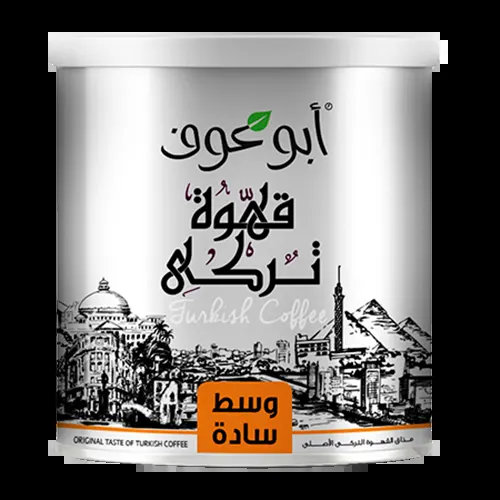 أبو عوف®
قهوة
تركي
Turkish Coffee
وسط
سادة
ORIGINAL TASTE OF TURKISH COFFEE
مذاق القهوة التركي الأصلي